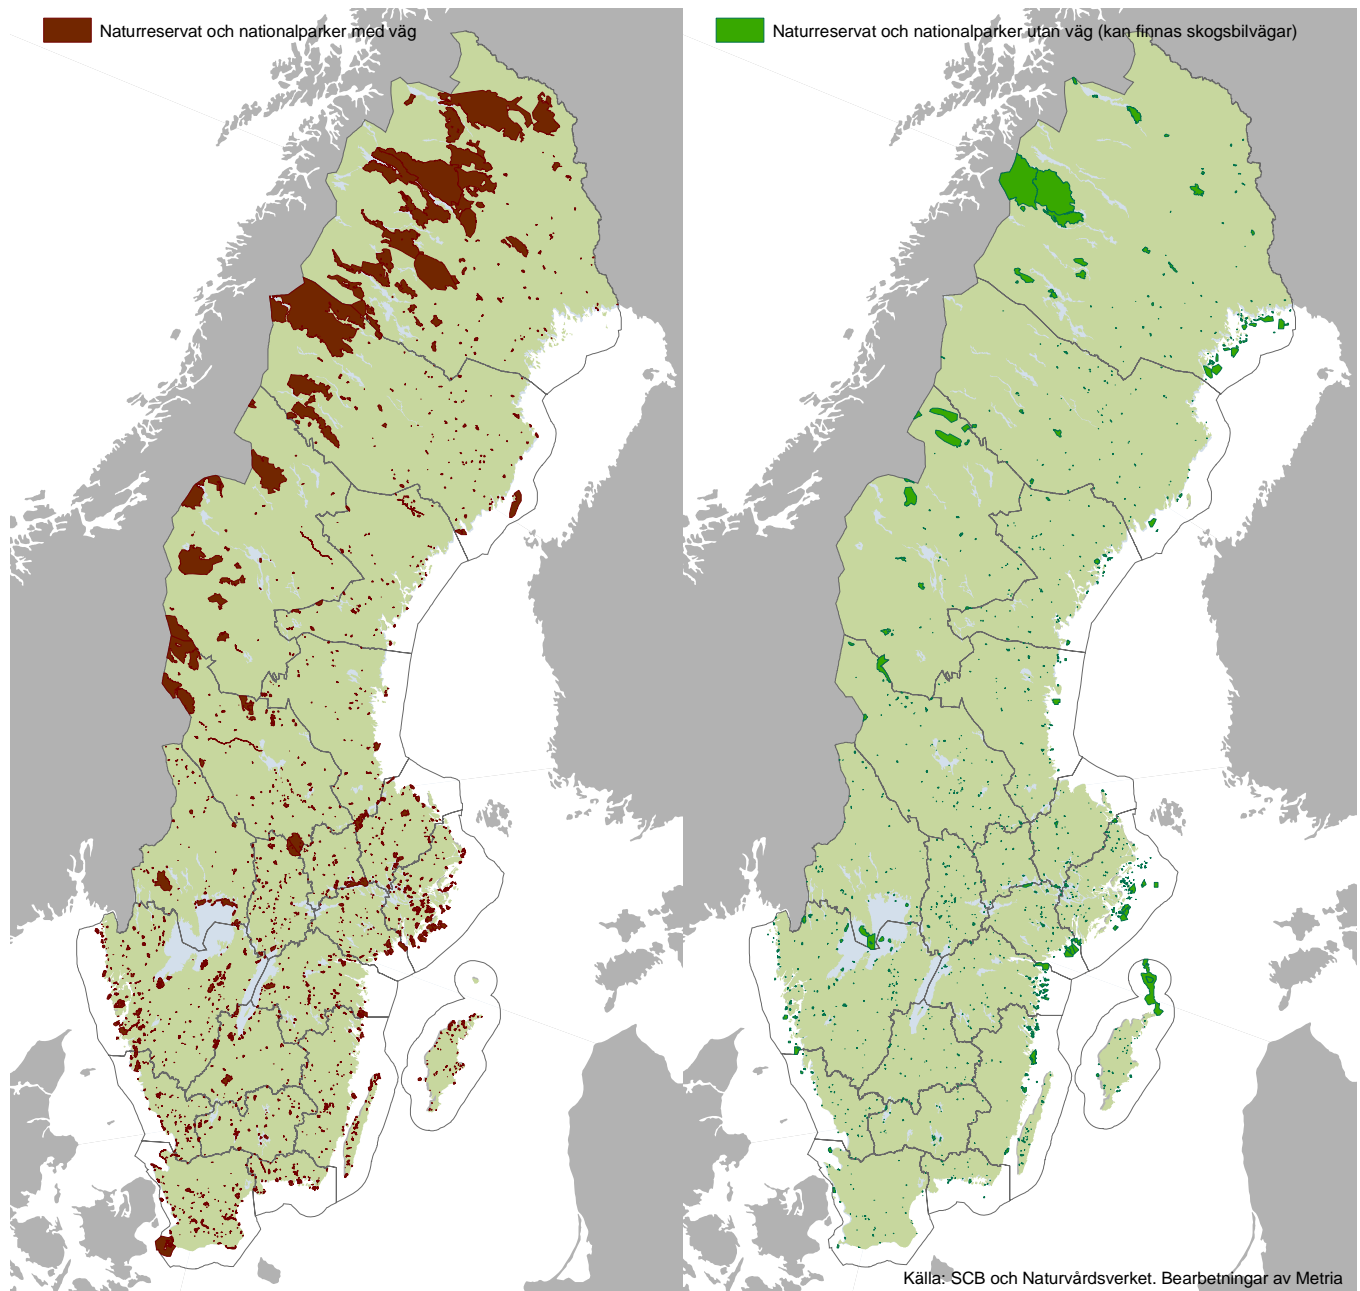 Naturreservat och nationalparker med väg
Naturreservat och nationalparker utan väg (kan finnas skogsbilvägar)
Källa: SCB och Naturvårdsverket. Bearbetningar av Metria